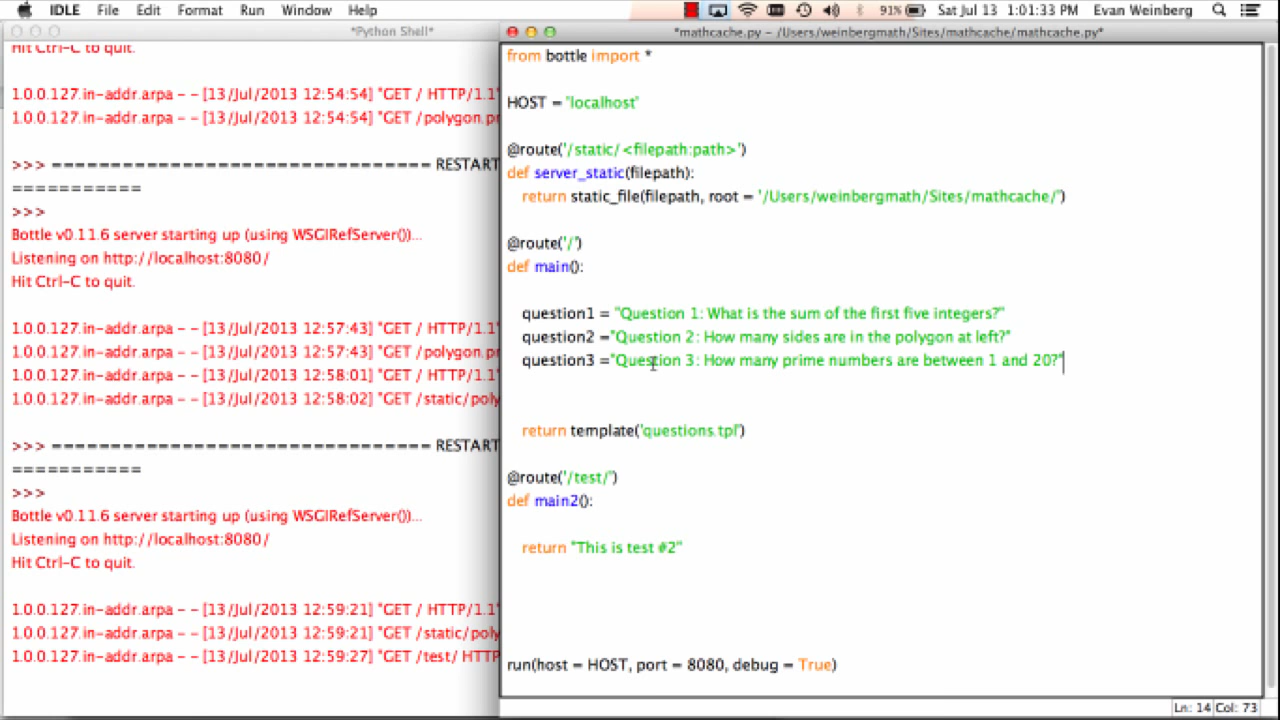 IDLE File Edit Format Run Window Help 91% Sat Jul 13 1:01:33 PM Evan Weinberg
*Python Shell*
Hit Ctrl-C to quit.
1.0.0.127.in-addr.arpa - - [13/Jul/2013 12:54:54] "GET / HTTP/1.1"
1.0.0.127.in-addr.arpa - - [13/Jul/2013 12:54:54] "GET /polygon.pr
>>> ================================ RESTART
===========
>>>
Bottle v0.11.6 server starting up (using WSGIRefServer())...
Listening on http://localhost:8080/
Hit Ctrl-C to quit.
1.0.0.127.in-addr.arpa - - [13/Jul/2013 12:57:43] "GET / HTTP/1.1"
1.0.0.127.in-addr.arpa - - [13/Jul/2013 12:57:43] "GET /polygon.pr
1.0.0.127.in-addr.arpa - - [13/Jul/2013 12:58:01] "GET / HTTP/1.1"
1.0.0.127.in-addr.arpa - - [13/Jul/2013 12:58:02] "GET /static/poly
>>> ================================ RESTART
===========
>>>
Bottle v0.11.6 server starting up (using WSGIRefServer())...
Listening on http://localhost:8080/
Hit Ctrl-C to quit.
1.0.0.127.in-addr.arpa - - [13/Jul/2013 12:59:21] "GET / HTTP/1.1"
1.0.0.127.in-addr.arpa - - [13/Jul/2013 12:59:21] "GET /static/poly
1.0.0.127.in-addr.arpa - - [13/Jul/2013 12:59:27] "GET /test/ HTTP
*mathcache.py - /Users/weinbergmath/Sites/mathcache/mathcache.py*
from bottle import *
HOST = 'localhost'
@route('/static/<filepath:path>')
def server_static(filepath):
return static_file(filepath, root = '/Users/weinbergmath/Sites/mathcache/')
@route('/')
def main():
question1 = "Question 1: What is the sum of the first five integers?"
question2 ="Question 2: How many sides are in the polygon at left?"
question3 ="Question 3: How many prime numbers are between 1 and 20?"
return template('questions.tpl')
@route('/test/')
def main2():
return "This is test #2"
run(host = HOST, port = 8080, debug = True)
Ln: 14 Col: 73